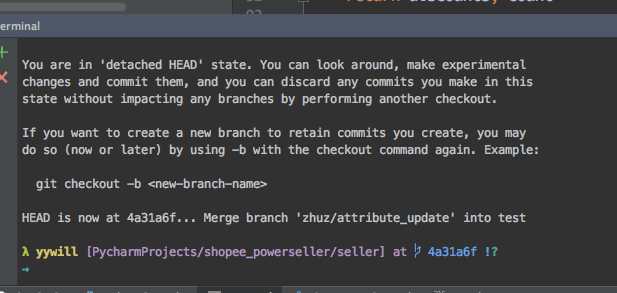 erminal
You are in 'detached HEAD' state. You can look around, make experimental
changes and commit them, and you can discard any commits you make in this
state without impacting any branches by performing another checkout.
If you want to create a new branch to retain commits you create, you may
do so (now or later) by using -b with the checkout command again. Example:
git checkout -b <new-branch-name>
HEAD is now at 4a31a6f... Merge branch 'zhuz/attribute_update' into test
λ yywill [PycharmProjects/shopee_powerseller/seller] at 4a31a6f !?
→